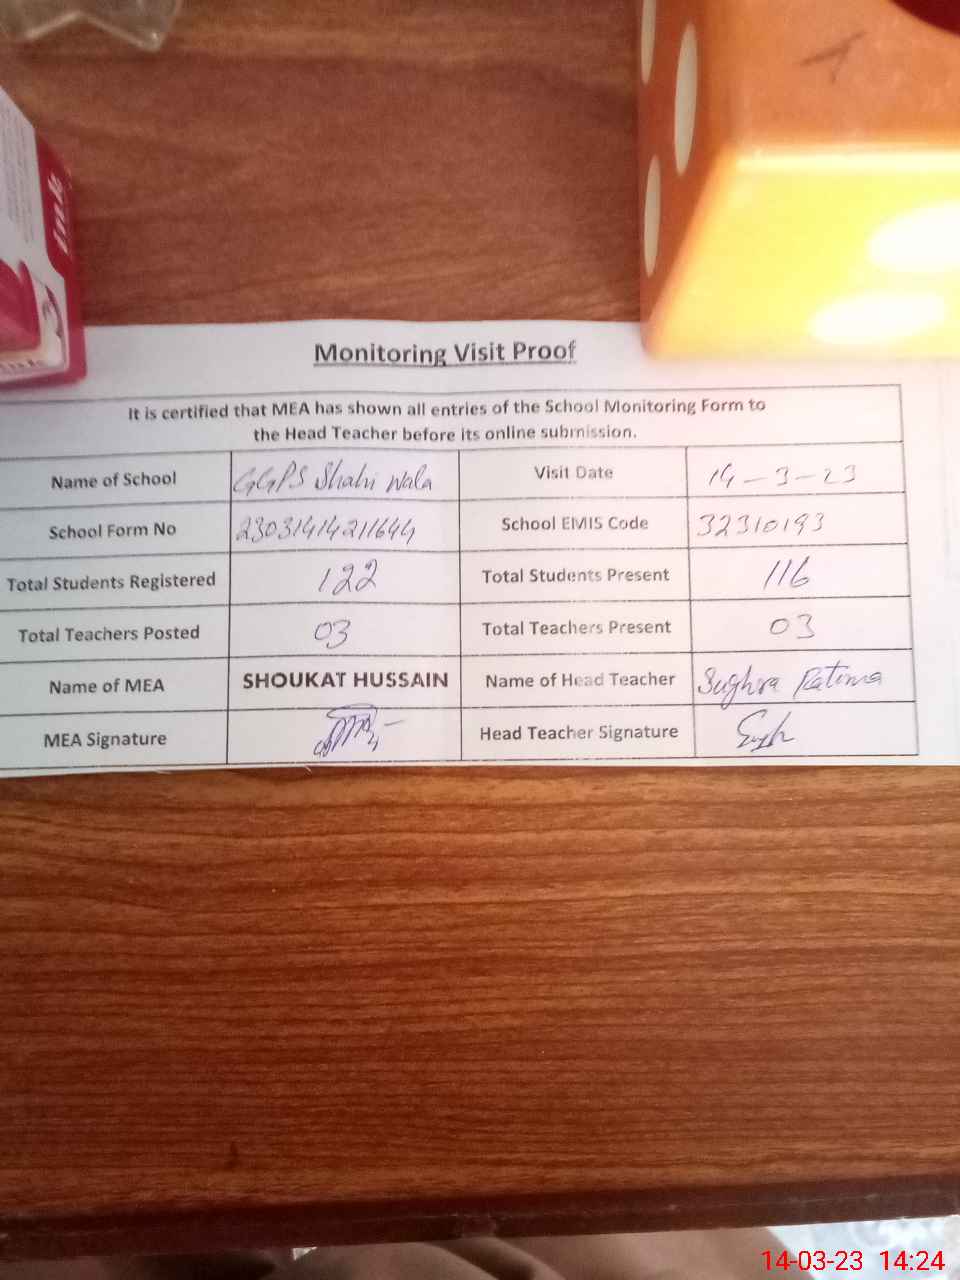 Ink
Monitoring Visit Proof
It is certified that MEA has shown all entries of the School Monitoring Form to
the Head Teacher before its online submission.
Name of School GGPS Shahi Wala Visit Date 14-3-23
School Form No 23031414211644 School EMIS Code 32310193
Total Students Registered 122 Total Students Present 116
Total Teachers Posted 03 Total Teachers Present 03
Name of MEA SHOUKAT HUSSAIN Name of Head Teacher Sughra Fatima
MEA Signature Head Teacher Signature
14-03-23 14:24